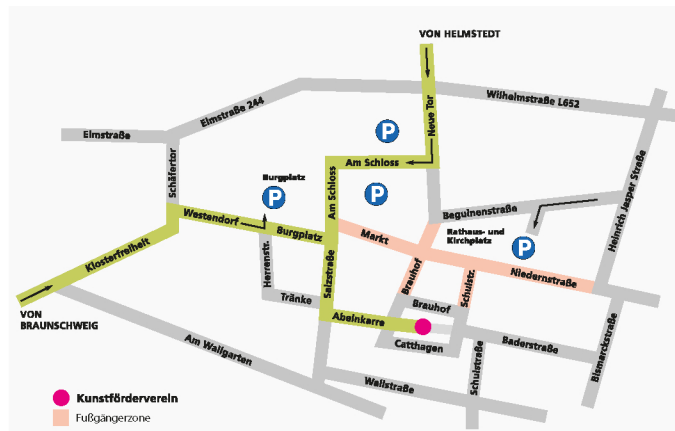 VON HELMSTEDT
Wilhelmstraße L652
Elmstraße 244
Elmstraße
Neue Tor
P
Am Schloss
Schäfertor
Burgplatz
P
P
Am Schloss
Heinrich Jasper Straße
Westendorf
Beguinenstraße
Burgplatz
Markt
Rathaus- und
Kirchplatz
P
Klosterfreiheit
Herrenstr.
Salzstraße
Brauhof
Schulstr.
Niedernstraße
Tränke
Brauhof
VON
BRAUNSCHWEIG
Abelnkarre
Am Wallgarten
Catthagen
Baderstraße
Bismarckstraße
Wallstraße
Schulstraße
Kunstförderverein
Fußgängerzone